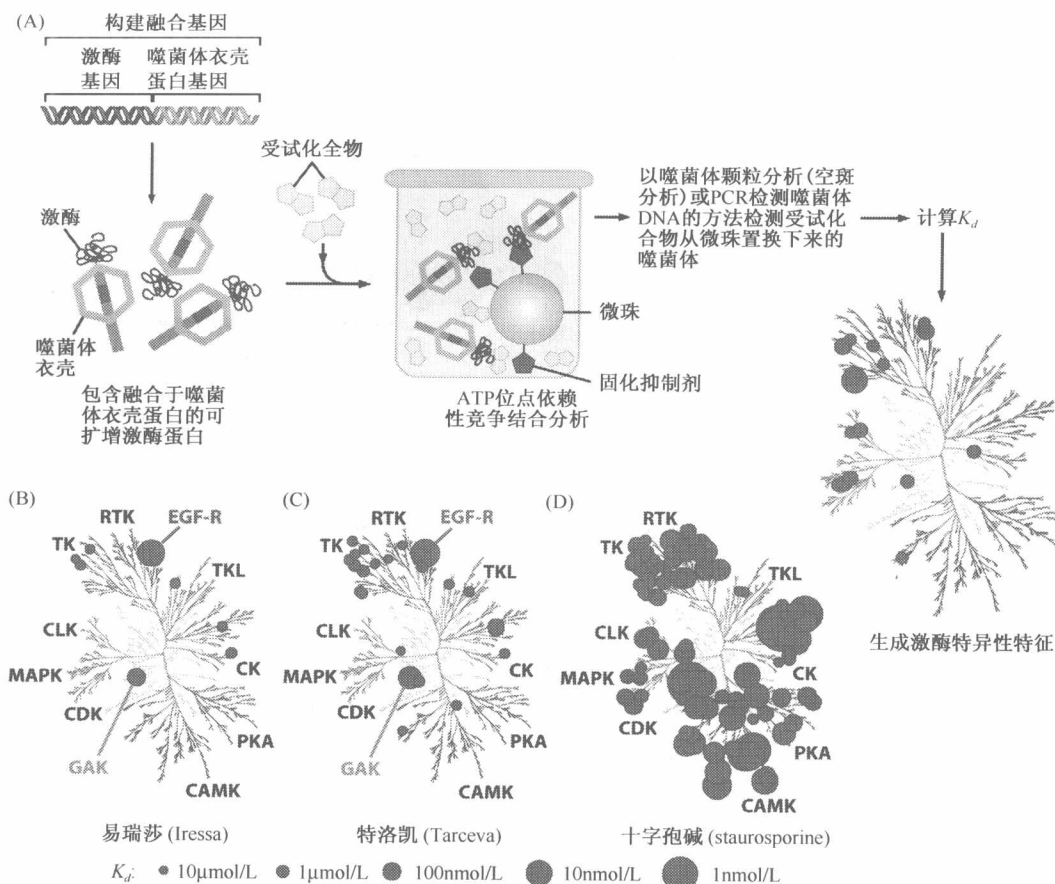 (A)
构建融合基因
激酶 噬菌体衣壳
基因 蛋白基因
受试化全物
激酶
噬菌体
衣壳
包含融合于噬菌
体衣壳蛋白的可
扩增激酶蛋白
微珠
固化抑制剂
ATP位点依赖
性竞争结合分析
以噬菌体颗粒分析(空斑
分析)或PCR检测噬菌体
DNA的方法检测受试化
合物从微珠置换下来的
噬菌体
计算Kd
生成激酶特异性特征
(B)
RTK
EGF-R
TK
TKL
CLK
MAPK
CK
CDK
PKA
GAK
CAMK
易瑞莎 (Iressa)
(C)
RTK
EGF-R
TK
TKL
CLK
MAPK
CK
CDK
PKA
GAK
CAMK
特洛凯 (Tarceva)
(D)
RTK
TK
TKL
CLK
MAPK
CK
CDK
PKA
CAMK
十字孢碱 (staurosporine)
Kd: 10μmol/L 1μmol/L 100nmol/L 10nmol/L 1nmol/L